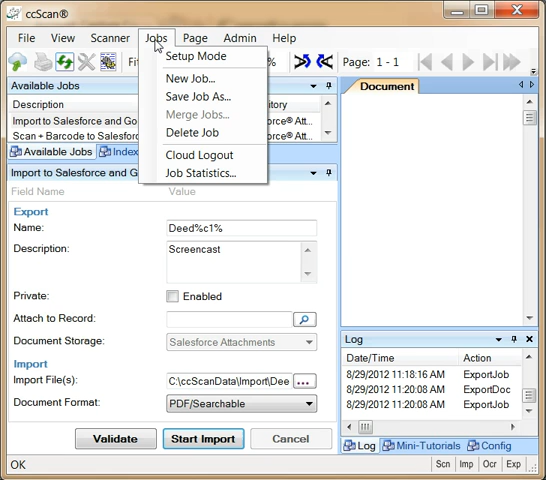 ccScan®
File View Scanner Jobs Page Admin Help
Page: 1 - 1
Setup Mode
New Job...
Save Job As...
Merge Jobs...
Delete Job
Cloud Logout
Job Statistics...
Available Jobs
Description
Import to Salesforce and Go
Scan + Barcode to Salesforc
Available Jobs Index
Import to Salesforce and G
Field Name Value
Export
Name: Deed%c1%
Description: Screencast
Private: Enabled
Attach to Record:
Document Storage: Salesforce Attachments
Import
Import File(s): C:\ccScanData\Import\Dee ...
Document Format: PDF/Searchable
Validate Start Import Cancel
Document
Log
Date/Time Action
8/29/2012 11:18:16 AM ExportJob
8/29/2012 11:20:08 AM ExportDoc
8/29/2012 11:20:08 AM ExportJob
Log Mini-Tutorials Config
OK Scn Imp Ocr Exp